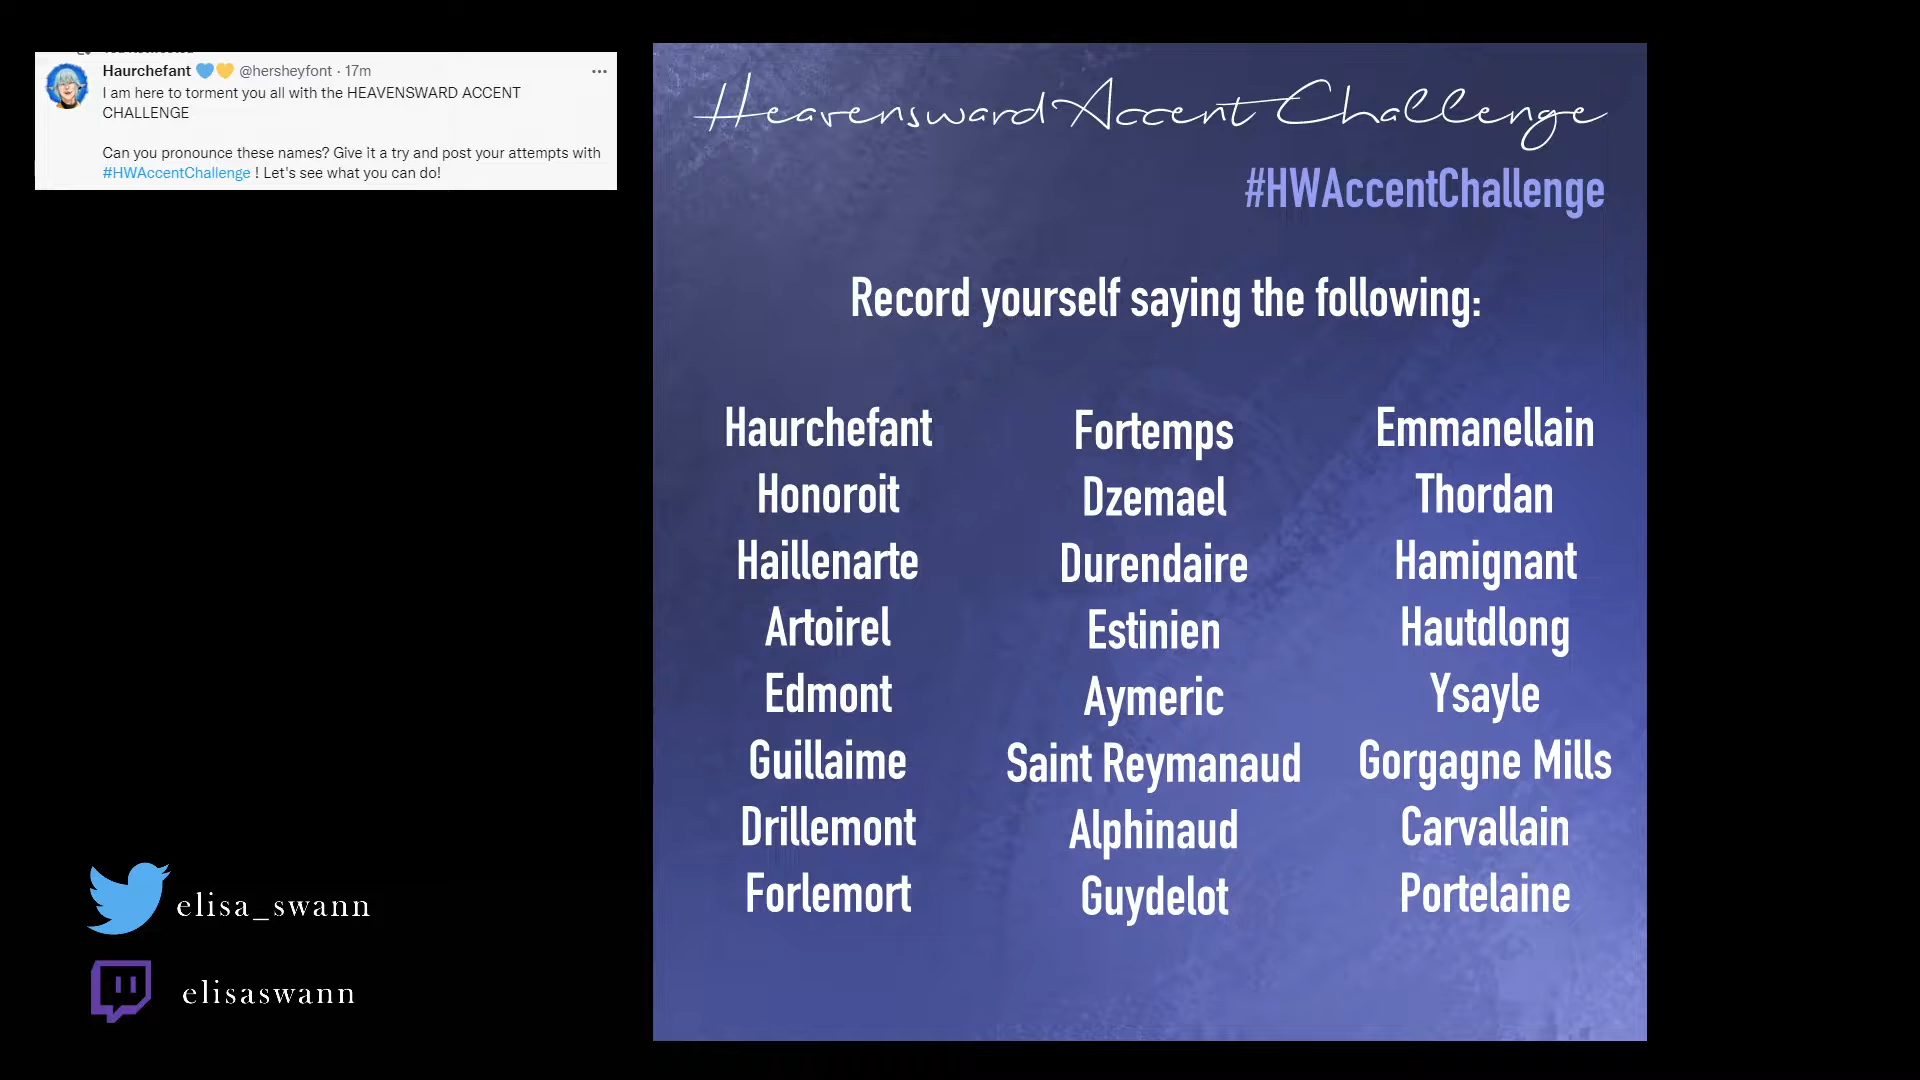 Haurchefant 💙💛 @hersheyfont · 17m
I am here to torment you all with the HEAVENSWARD ACCENT
CHALLENGE
Can you pronounce these names? Give it a try and post your attempts with
#HWAccentChallenge ! Let's see what you can do!
Heavensward Accent Challenge
#HWAccentChallenge
Record yourself saying the following:
Haurchefant
Honoroit
Haillenarte
Artoirel
Edmont
Guillaime
Drillemont
Forlemort
Fortemps
Dzemael
Durendaire
Estinien
Aymeric
Saint Reymanaud
Alphinaud
Guydelot
Emmanellain
Thordan
Hamignant
Hautdlong
Ysayle
Gorgagne Mills
Carvallain
Portelaine
elisa_swann
elisaswann